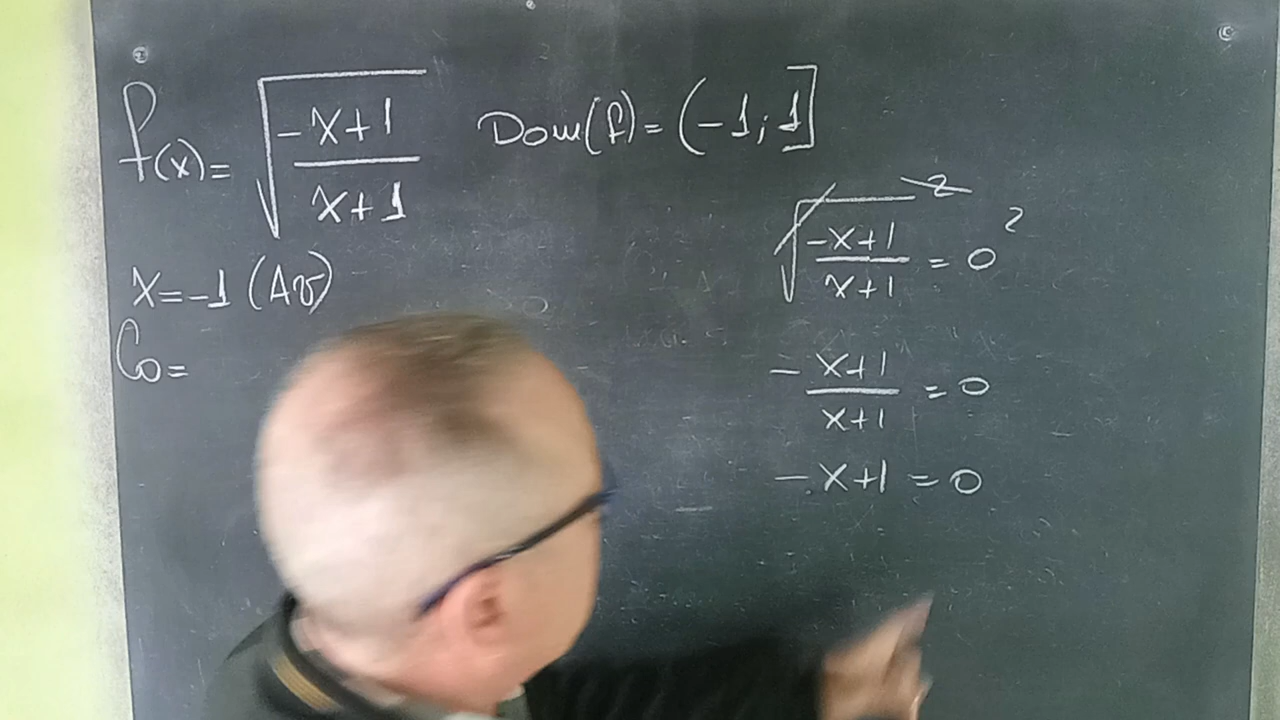 f(x) = √(-x+1 / x+1) Dom(f) = (-1; 1]
x = -1 (Av)
C₀ =
√(-x+1 / x+1)² = 0²
-x+1 / x+1 = 0
-x+1 = 0